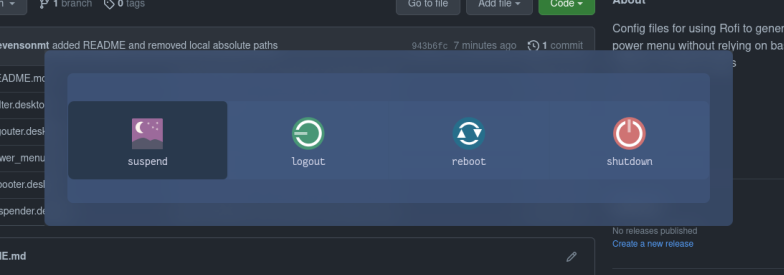 1 branch
0 tags
Go to file
Add file
Code
About
evensonmt added README and removed local absolute paths
943b6fc 7 minutes ago
1 commit
Config files for using Rofi to gener
power menu without relying on ba
s
EADME.md
lter.deskto
outer.desk
wer_menu
ooter.desl
spender.de
suspend
logout
reboot
shutdown
No releases published
Create a new release
E.md